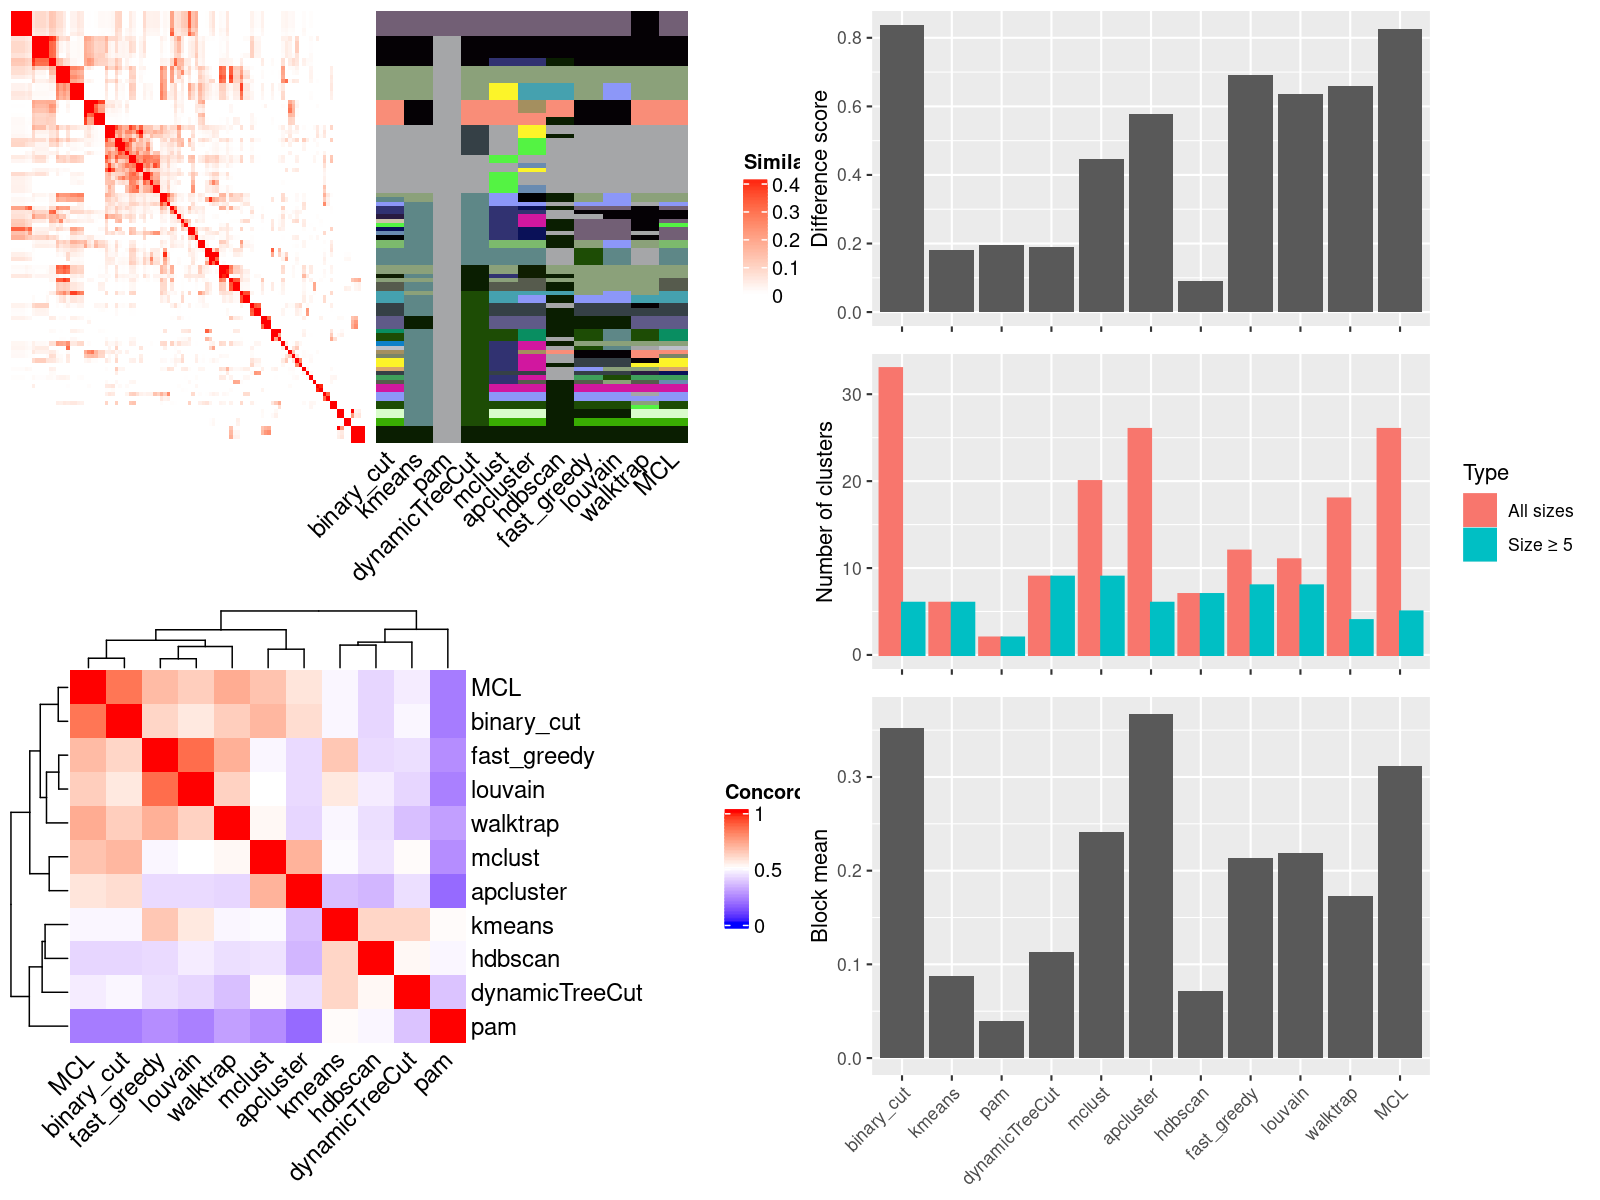 Simila
0.4
0.3
0.2
0.1
0
binary_cut
kmeans
pam
dynamicTreeCut
mclust
apcluster
hdbscan
fast_greedy
louvain
walktrap
MCL
Difference score
0.8
0.6
0.4
0.2
0.0
Number of clusters
30
20
10
0
Type
All sizes
Size ≥ 5
MCL
binary_cut
fast_greedy
louvain
walktrap
mclust
apcluster
kmeans
hdbscan
dynamicTreeCut
pam
MCL
binary_cut
fast_greedy
louvain
walktrap
mclust
apcluster
kmeans
hdbscan
dynamicTreeCut
pam
Concord
1
0.5
0
Block mean
0.3
0.2
0.1
0.0
binary_cut
kmeans
pam
dynamicTreeCut
mclust
apcluster
hdbscan
fast_greedy
louvain
walktrap
MCL